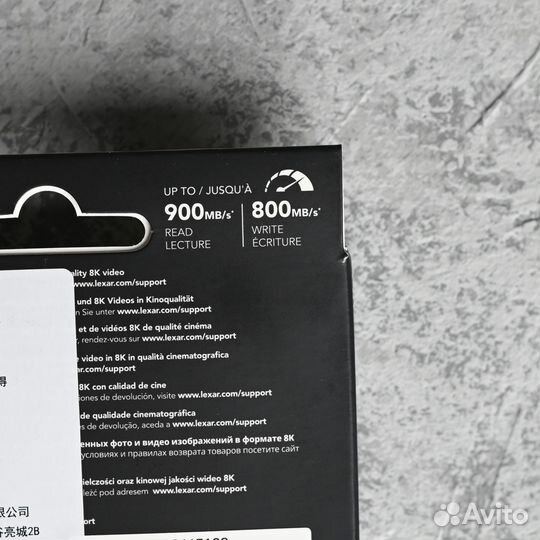 UP TO / JUSQU'À
900MB/s* 800MB/s*
READ WRITE
LECTURE ÉCRITURE
8K video
www.lexar.com/support
und 8K Videos in Kinoqualität
Sie unter www.lexar.com/support
et de vidéos 8K de qualité cinéma
rendez-vous sur www.lexar.com/support
video in 8K in qualità cinematografica
www.lexar.com/support
8K con calidad de cine
de devolución, visite www.lexar.com/support
de qualidade cinematográfica
de devolução, aceda a www.lexar.com/support
фото и видео изображений в формате 8K
условиях и правилах возврата товаров посетите сайт
oraz kinowej jakości wideo 8K
pod adresem www.lexar.com/support
support
得
限公司
亮城2B
Avito